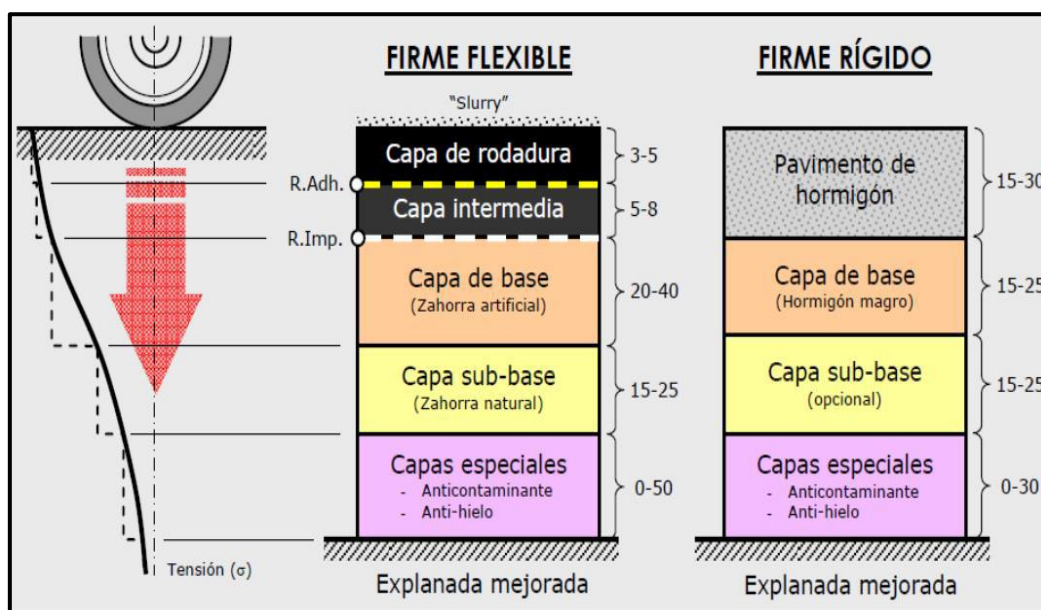 FIRME FLEXIBLE
"Slurry"
Capa de rodadura
3-5
R.Adh.
Capa intermedia
5-8
R.Imp.
Capa de base
(Zahorra artificial)
20-40
Capa sub-base
(Zahorra natural)
15-25
Capas especiales
- Anticontaminante
- Anti-hielo
0-50
Explanada mejorada
Tensión (σ)
FIRME RÍGIDO
Pavimento de
hormigón
15-30
Capa de base
(Hormigón magro)
15-25
Capa sub-base
(opcional)
15-25
Capas especiales
- Anticontaminante
- Anti-hielo
0-30
Explanada mejorada